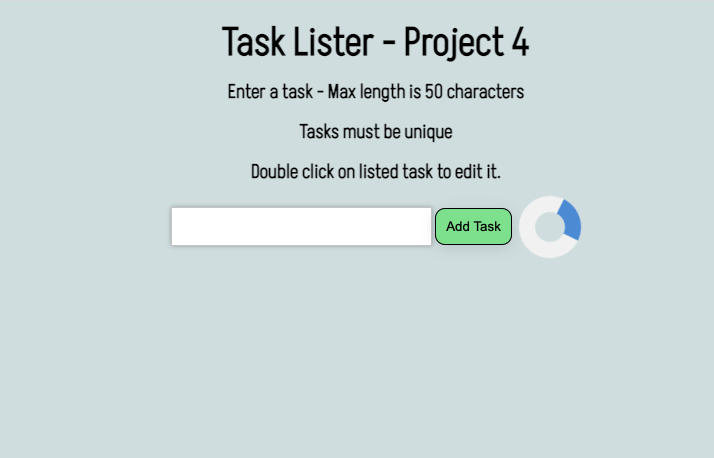 Task Lister - Project 4
Enter a task - Max length is 50 characters
Tasks must be unique
Double click on listed task to edit it.
Add Task